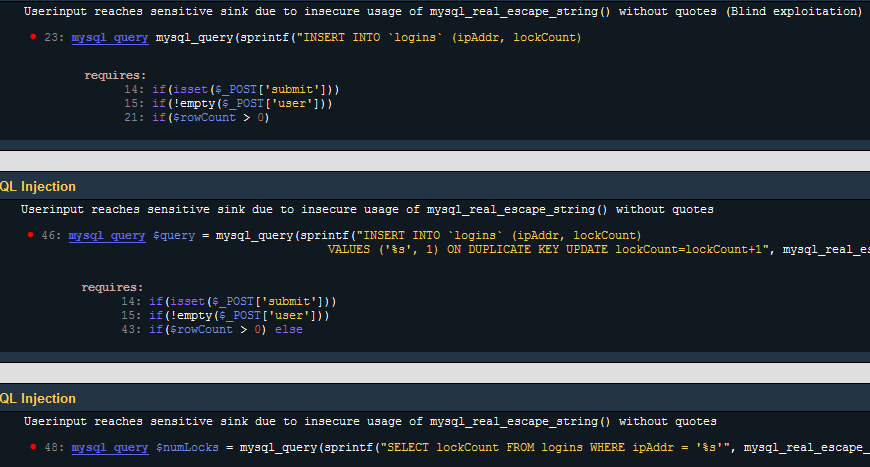 Userinput reaches sensitive sink due to insecure usage of mysql_real_escape_string() without quotes (Blind exploitation)
23: mysql_query mysql_query(sprintf("INSERT INTO `logins` (ipAddr, lockCount)
requires:
14: if(isset($_POST['submit']))
15: if(!empty($_POST['user']))
21: if($rowCount > 0)
QL Injection
Userinput reaches sensitive sink due to insecure usage of mysql_real_escape_string() without quotes
46: mysql_query $query = mysql_query(sprintf("INSERT INTO `logins` (ipAddr, lockCount)
VALUES ('%s', 1) ON DUPLICATE KEY UPDATE lockCount=lockCount+1", mysql_real_es
requires:
14: if(isset($_POST['submit']))
15: if(!empty($_POST['user']))
43: if($rowCount > 0) else
QL Injection
Userinput reaches sensitive sink due to insecure usage of mysql_real_escape_string() without quotes
48: mysql_query $numLocks = mysql_query(sprintf("SELECT lockCount FROM logins WHERE ipAddr = '%s'", mysql_real_escape_